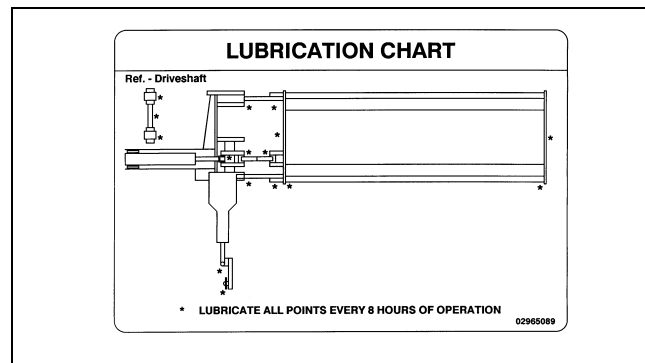 LUBRICATION CHART
Ref. - Driveshaft
* LUBRICATE ALL POINTS EVERY 8 HOURS OF OPERATION
02965089